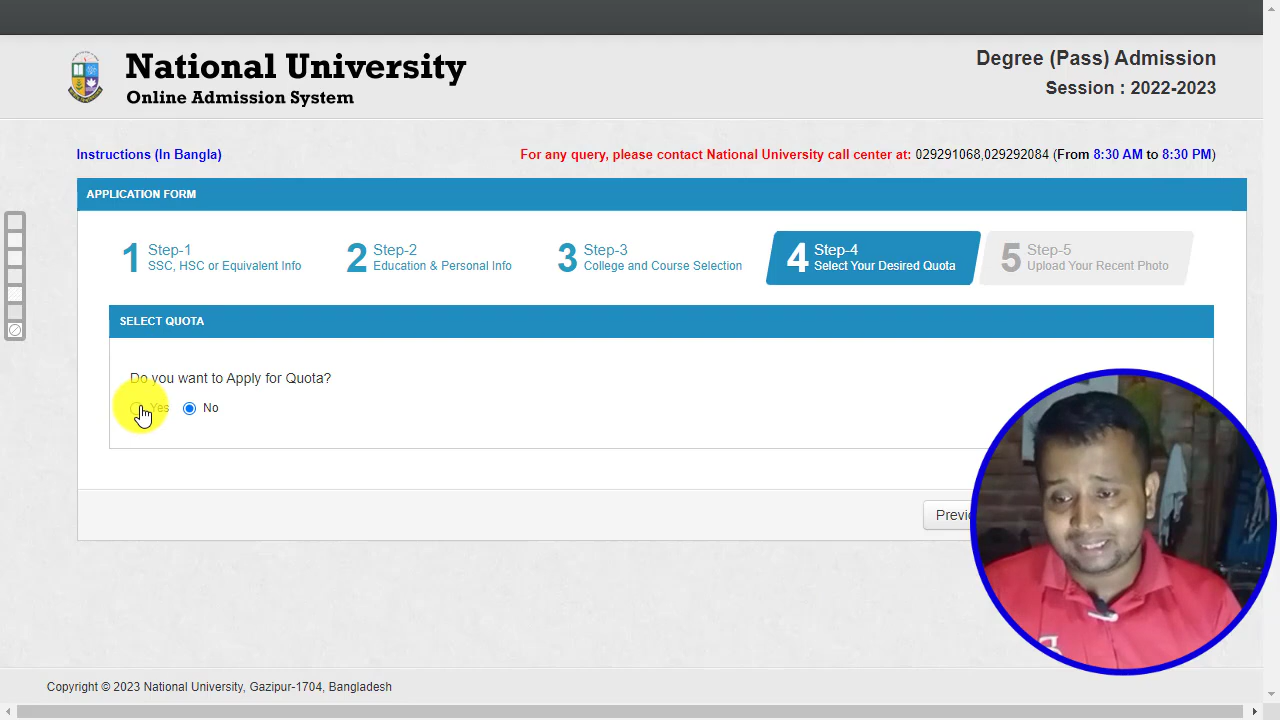 National University
Online Admission System
Degree (Pass) Admission
Session : 2022-2023
Instructions (In Bangla)
For any query, please contact National University call center at: 029291068,029292084 (From 8:30 AM to 8:30 PM)
APPLICATION FORM
1 Step-1
SSC, HSC or Equivalent Info
2 Step-2
Education & Personal Info
3 Step-3
College and Course Selection
4 Step-4
Select Your Desired Quota
5 Step-5
Upload Your Recent Photo
SELECT QUOTA
Do you want to Apply for Quota?
Yes No
Previ
Copyright © 2023 National University, Gazipur-1704, Bangladesh